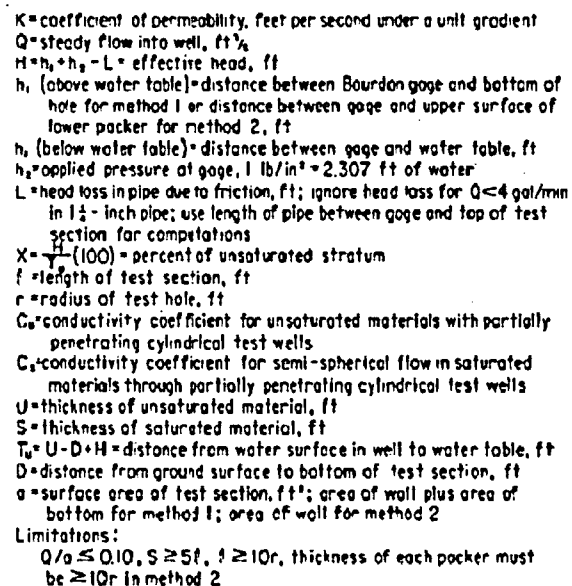 K=coefficient of permeability, feet per second under a unit gradient
Q=steady flow into well, ft³/s
H=h₁+h₂-L= effective head, ft
h₁ (above water table)=distance between Bourdon gage and bottom of
hole for method 1 or distance between gage and upper surface of
lower packer for method 2, ft
h₁ (below water table)=distance between gage and water table, ft
h₂=applied pressure at gage, 1 lb/in²=2.307 ft of water
L=head loss in pipe due to friction, ft; ignore head loss for Q<4 gal/min
in 1¼-inch pipe; use length of pipe between gage and top of test
section for computations
X= H/T (100)=percent of unsaturated stratum
ℓ=length of test section, ft
r=radius of test hole, ft
Cᵤ=conductivity coefficient for unsaturated materials with partially
penetrating cylindrical test wells
Cₛ=conductivity coefficient for semi-spherical flow in saturated
materials through partially penetrating cylindrical test wells
U=thickness of unsaturated material, ft
S=thickness of saturated material, ft
Tᵤ=U-D+H=distance from water surface in well to water table, ft
D=distance from ground surface to bottom of test section, ft
a=surface area of test section, ft²; area of wall plus area of
bottom for method 1; area of wall for method 2
Limitations:
Q/a ≤ 0.10, S ≥ 5ℓ, ℓ ≥ 10r, thickness of each packer must
be ≥ 10r in method 2